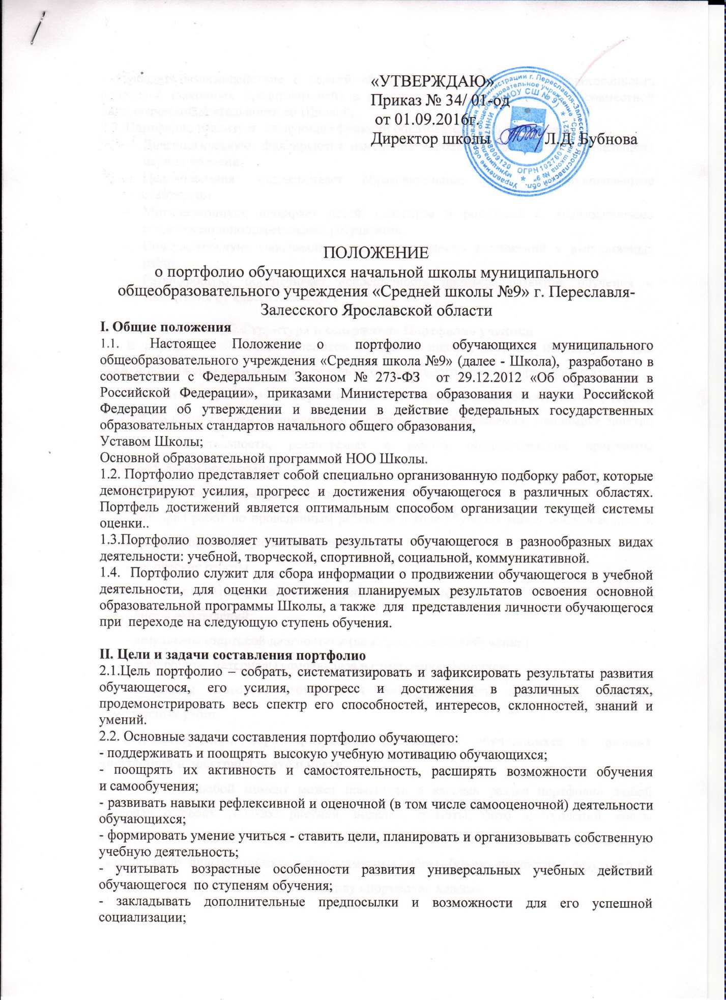 «УТВЕРЖДАЮ»
Приказ № 34/ 01-од
от 01.09.2016г.
Директор школы Л.Д. Бубнова
(МОУ СШ № 9)
ПОЛОЖЕНИЕ
о портфолио обучающихся начальной школы муниципального
общеобразовательного учреждения «Средней школы №9» г. Переславля-
Залесского Ярославской области
I. Общие положения
1.1. Настоящее Положение о портфолио обучающихся муниципального
общеобразовательного учреждения «Средняя школа №9» (далее - Школа), разработано в
соответствии с Федеральным Законом № 273-ФЗ от 29.12.2012 «Об образовании в
Российской Федерации», приказами Министерства образования и науки Российской
Федерации об утверждении и введении в действие федеральных государственных
образовательных стандартов начального общего образования,
Уставом Школы;
Основной образовательной программой НОО Школы.
1.2. Портфолио представляет собой специально организованную подборку работ, которые
демонстрируют усилия, прогресс и достижения обучающегося в различных областях.
Портфель достижений является оптимальным способом организации текущей системы
оценки..
1.3.Портфолио позволяет учитывать результаты обучающегося в разнообразных видах
деятельности: учебной, творческой, спортивной, социальной, коммуникативной.
1.4. Портфолио служит для сбора информации о продвижении обучающегося в учебной
деятельности, для оценки достижения планируемых результатов освоения основной
образовательной программы Школы, а также для представления личности обучающегося
при переходе на следующую ступень обучения.
II. Цели и задачи составления портфолио
2.1.Цель портфолио – собрать, систематизировать и зафиксировать результаты развития
обучающегося, его усилия, прогресс и достижения в различных областях,
продемонстрировать весь спектр его способностей, интересов, склонностей, знаний и
умений.
2.2. Основные задачи составления портфолио обучающего:
- поддерживать и поощрять высокую учебную мотивацию обучающихся;
- поощрять их активность и самостоятельность, расширять возможности обучения
и самообучения;
- развивать навыки рефлексивной и оценочной (в том числе самооценочной) деятельности
обучающихся;
- формировать умение учиться - ставить цели, планировать и организовывать собственную
учебную деятельность;
- учитывать возрастные особенности развития универсальных учебных действий
обучающегося по ступеням обучения;
- закладывать дополнительные предпосылки и возможности для его успешной
социализации;